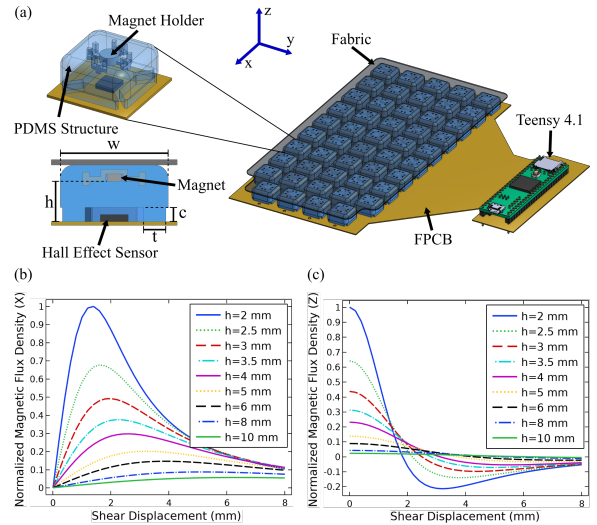 (a)
Magnet Holder
z
y
x
Fabric
Teensy 4.1
PDMS Structure
w
Magnet
h
c
t
Hall Effect Sensor
FPCB
(b)
Normalized Magnetic Flux Density (X)
1
0.9
0.8
0.7
0.6
0.5
0.4
0.3
0.2
0.1
0
h=2 mm
h=2.5 mm
h=3 mm
h=3.5 mm
h=4 mm
h=5 mm
h=6 mm
h=8 mm
h=10 mm
0 2 4 6 8
Shear Displacement (mm)
(c)
Normalized Magnetic Flux Density (Z)
1
0.9
0.8
0.7
0.6
0.5
0.4
0.3
0.2
0.1
0
-0.1
-0.2
h=2 mm
h=2.5 mm
h=3 mm
h=3.5 mm
h=4 mm
h=5 mm
h=6 mm
h=8 mm
h=10 mm
0 2 4 6 8
Shear Displacement (mm)